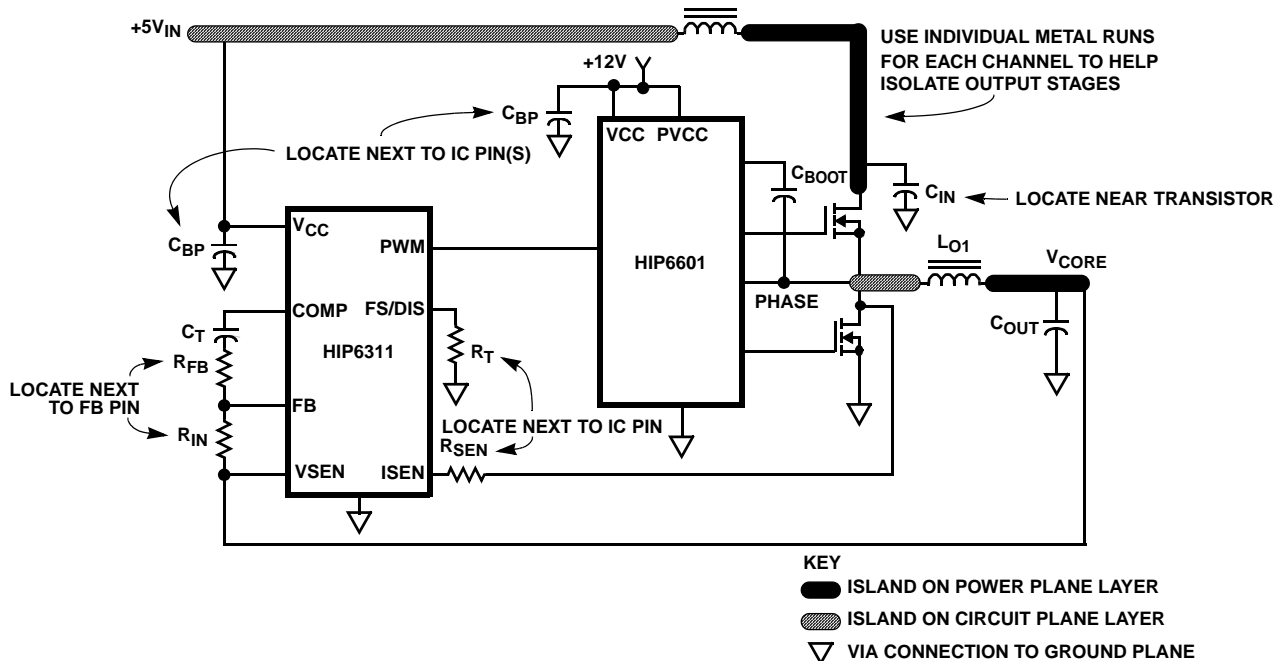 +5VIN
USE INDIVIDUAL METAL RUNS
FOR EACH CHANNEL TO HELP
ISOLATE OUTPUT STAGES
+12V
CBP
VCC PVCC
LOCATE NEXT TO IC PIN(S)
CBOOT
CIN
LOCATE NEAR TRANSISTOR
VCC
CBP
PWM
HIP6601
LO1
VCORE
PHASE
COMP
FS/DIS
CT
HIP6311
RT
COUT
RFB
LOCATE NEXT
TO FB PIN
FB
RIN
LOCATE NEXT TO IC PIN
RSEN
VSEN
ISEN
KEY
ISLAND ON POWER PLANE LAYER
ISLAND ON CIRCUIT PLANE LAYER
VIA CONNECTION TO GROUND PLANE